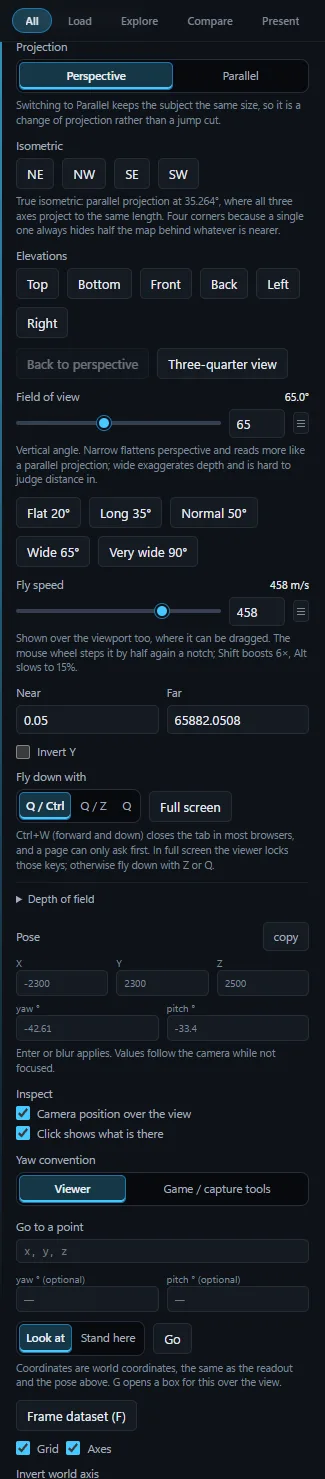 All Load Explore Compare Present
Projection
Perspective Parallel
Switching to Parallel keeps the subject the same size, so it is a
change of projection rather than a jump cut.
Isometric
NE NW SE SW
True isometric: parallel projection at 35.264°, where all three
axes project to the same length. Four corners because a single
one always hides half the map behind whatever is nearer.
Elevations
Top Bottom Front Back Left
Right
Back to perspective Three-quarter view
Field of view 65.0°
65
Vertical angle. Narrow flattens perspective and reads more like
a parallel projection; wide exaggerates depth and is hard to
judge distance in.
Flat 20° Long 35° Normal 50°
Wide 65° Very wide 90°
Fly speed 458 m/s
458
Shown over the viewport too, where it can be dragged. The
mouse wheel steps it by half again a notch; Shift boosts 6×, Alt
slows to 15%.
Near Far
0.05 65882.0508
Invert Y
Fly down with
Q / Ctrl Q / Z Q Full screen
Ctrl+W (forward and down) closes the tab in most browsers,
and a page can only ask first. In full screen the viewer locks
those keys; otherwise fly down with Z or Q.
Depth of field
Pose copy
X Y Z
-2300 2300 2500
yaw ° pitch °
-42.61 -33.4
Enter or blur applies. Values follow the camera while not
focused.
Inspect
Camera position over the view
Click shows what is there
Yaw convention
Viewer Game / capture tools
Go to a point
x, y, z
yaw ° (optional) pitch ° (optional)
— —
Look at Stand here Go
Coordinates are world coordinates, the same as the readout
and the pose above. G opens a box for this over the view.
Frame dataset (F)
Grid Axes
Invert world axis